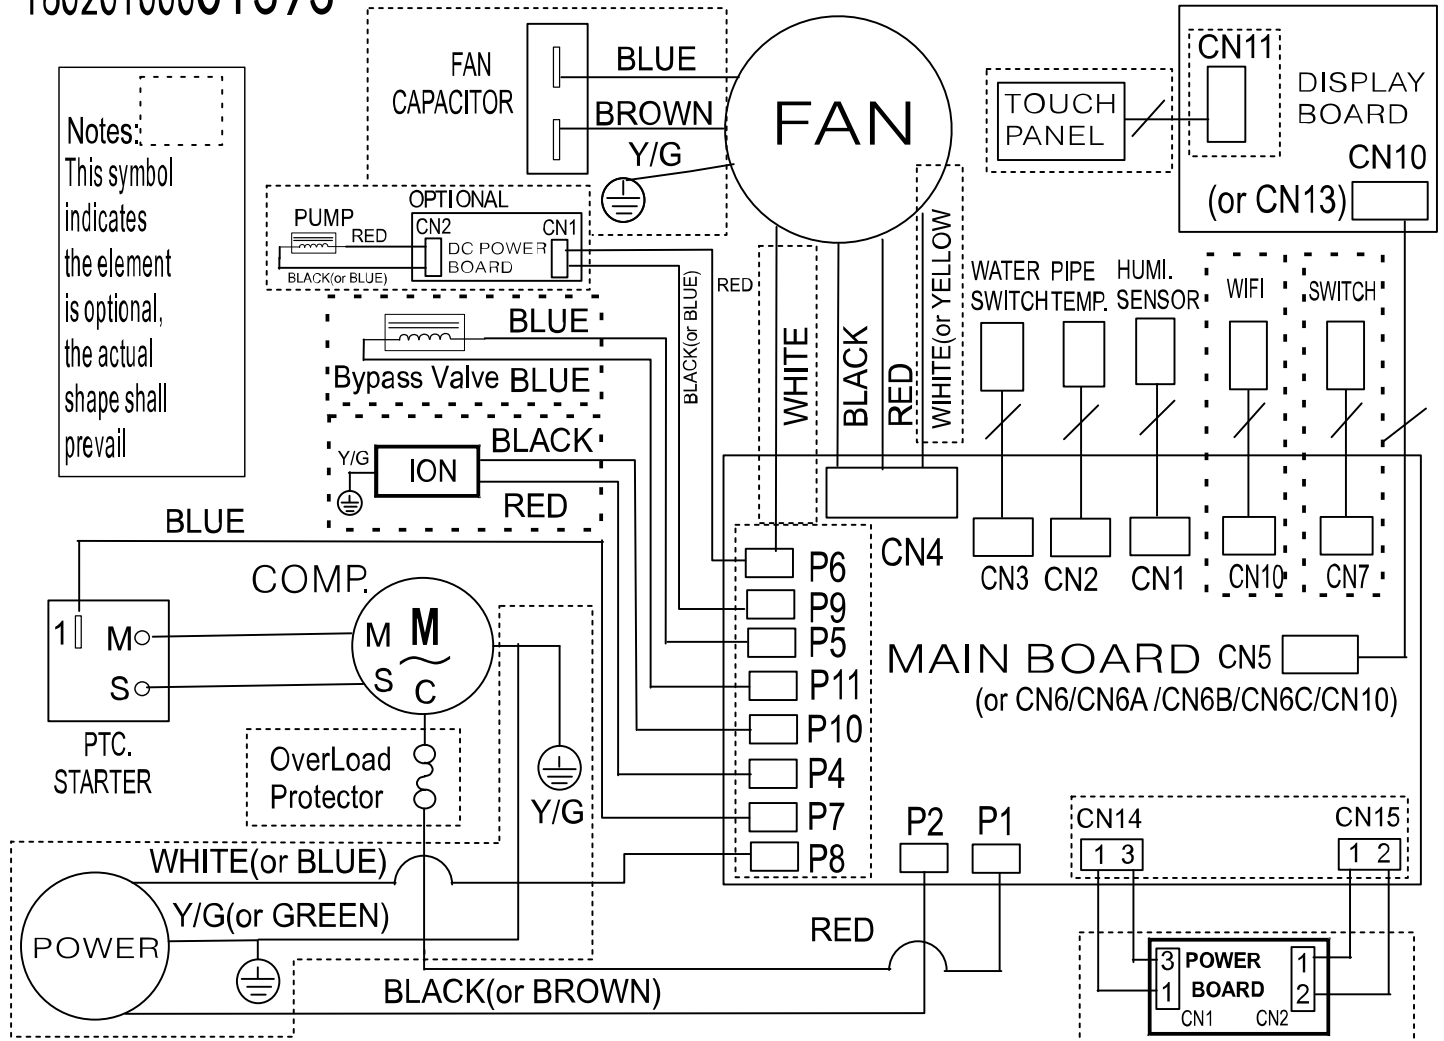 Notes:
This symbol
indicates
the element
is optional,
the actual
shape shall
prevail
FAN
CAPACITOR
BLUE
BROWN
Y/G
FAN
TOUCH
PANEL
CN11
DISPLAY
BOARD
CN10
(or CN13)
OPTIONAL
PUMP
RED
BLACK(or BLUE)
CN2
CN1
DC POWER
BOARD
RED
BLACK(or BLUE)
WHITE
BLACK
RED
WIHITE(or YELLOW
WATER
SWITCH
PIPE
TEMP.
HUMI.
SENSOR
WIFI
SWITCH
BLUE
Bypass Valve
BLUE
BLACK
Y/G
ION
RED
BLUE
COMP.
1
M
S
M
M
S
C
PTC.
STARTER
OverLoad
Protector
Y/G
P6
P9
P5
P11
P10
P4
P7
P8
CN4
CN3
CN2
CN1
CN10
CN7
MAIN BOARD
CN5
(or CN6/CN6A /CN6B/CN6C/CN10)
P2
P1
CN14
1 3
CN15
1 2
WHITE(or BLUE)
Y/G(or GREEN)
POWER
BLACK(or BROWN)
RED
3
1
POWER
BOARD
1
2
CN1
CN2